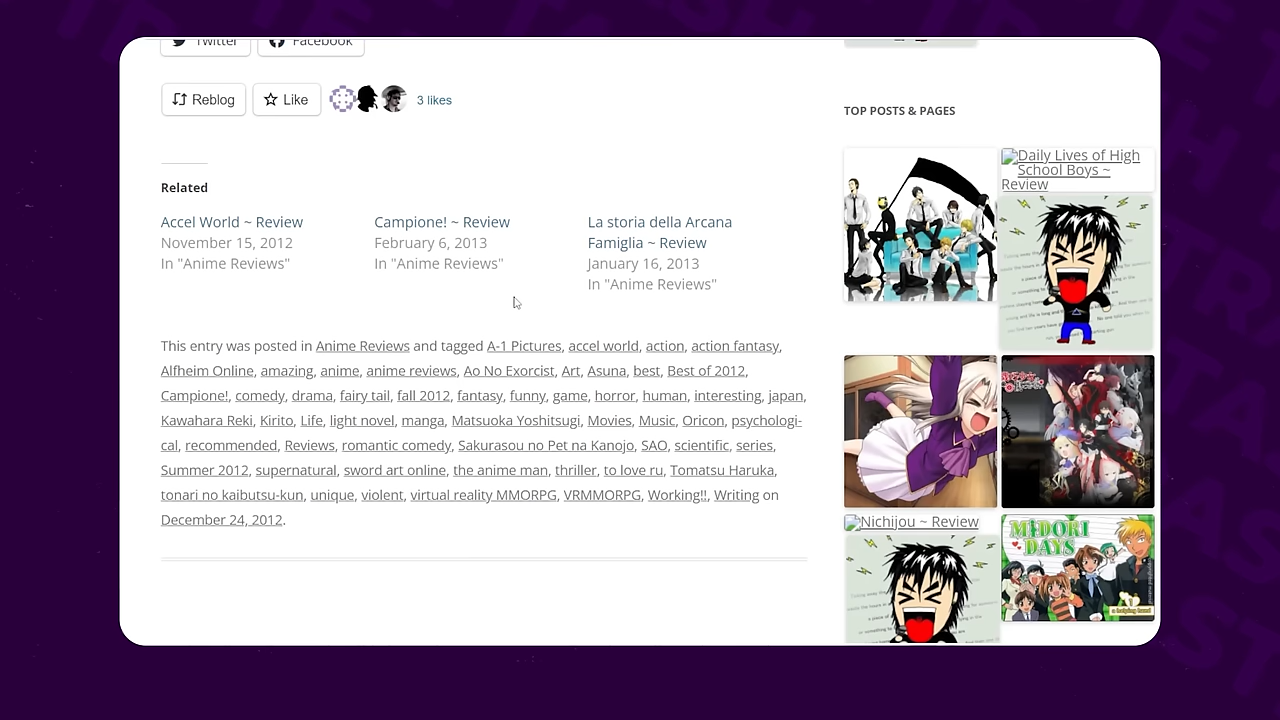 Twitter
Facebook
Reblog
Like
3 likes
Related
Accel World ~ Review
November 15, 2012
In "Anime Reviews"
Campione! ~ Review
February 6, 2013
In "Anime Reviews"
La storia della Arcana
Famiglia ~ Review
January 16, 2013
In "Anime Reviews"
This entry was posted in Anime Reviews and tagged A-1 Pictures, accel world, action, action fantasy,
Alfheim Online, amazing, anime, anime reviews, Ao No Exorcist, Art, Asuna, best, Best of 2012,
Campione!, comedy, drama, fairy tail, fall 2012, fantasy, funny, game, horror, human, interesting, japan,
Kawahara Reki, Kirito, Life, light novel, manga, Matsuoka Yoshitsugi, Movies, Music, Oricon, psychologi-
cal, recommended, Reviews, romantic comedy, Sakurasou no Pet na Kanojo, SAO, scientific, series,
Summer 2012, supernatural, sword art online, the anime man, thriller, to love ru, Tomatsu Haruka,
tonari no kaibutsu-kun, unique, violent, virtual reality MMORPG, VRMMORPG, Working!!, Writing on
December 24, 2012.
TOP POSTS & PAGES
Daily Lives of High
School Boys ~
Review
Nichijou ~ Review
MIDORI
DAYS
a helping hand